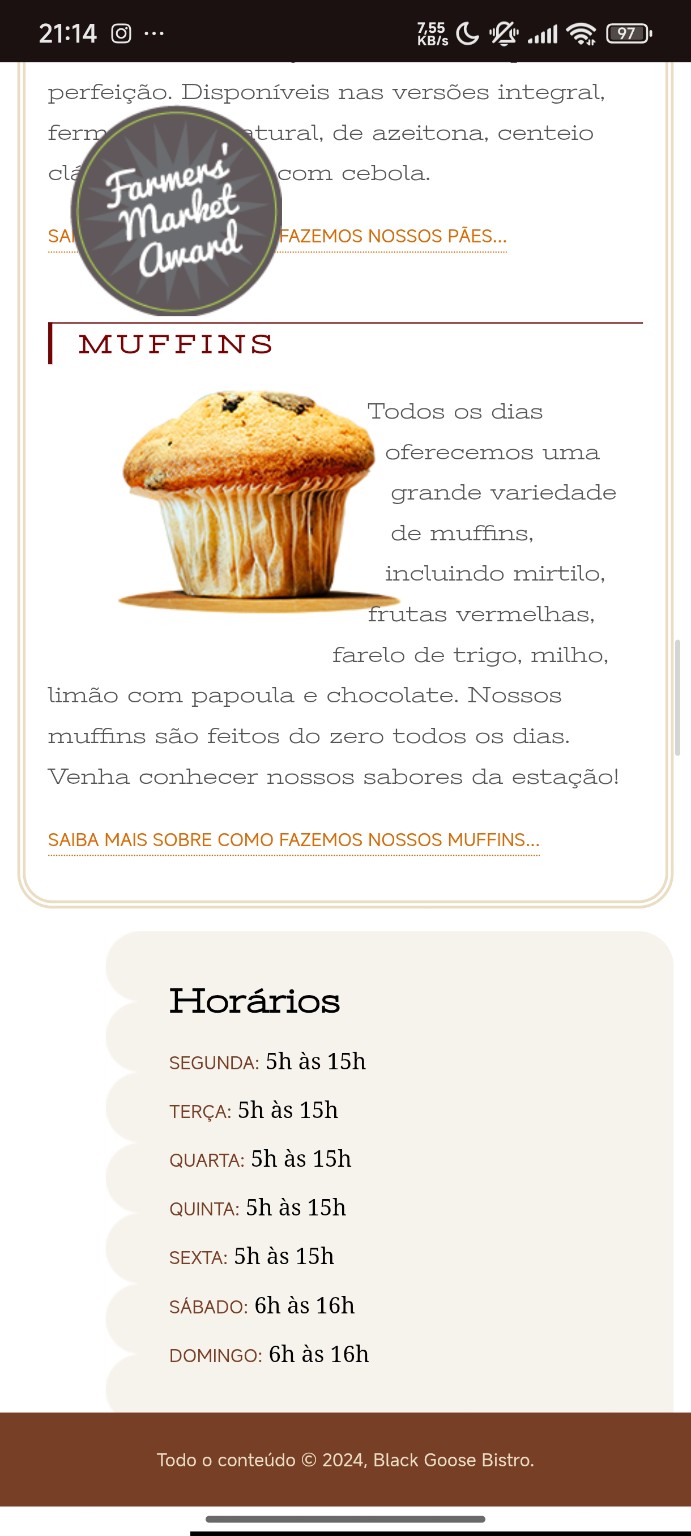 21:14
7,55
KB/s
97
perfeição. Disponíveis nas versões integral,
de azeitona, centeio
com cebola.
Farmers'
Market
Award
FAZEMOS NOSSOS PÃES...
MUFFINS
Todos os dias
oferecemos uma
grande variedade
de muffins,
incluindo mirtilo,
frutas vermelhas,
farelo de trigo, milho,
limão com papoula e chocolate. Nossos
muffins são feitos do zero todos os dias.
Venha conhecer nossos sabores da estação!
SAIBA MAIS SOBRE COMO FAZEMOS NOSSOS MUFFINS...
Horários
SEGUNDA: 5h às 15h
TERÇA: 5h às 15h
QUARTA: 5h às 15h
QUINTA: 5h às 15h
SEXTA: 5h às 15h
SÁBADO: 6h às 16h
DOMINGO: 6h às 16h
Todo o conteúdo © 2024, Black Goose Bistro.